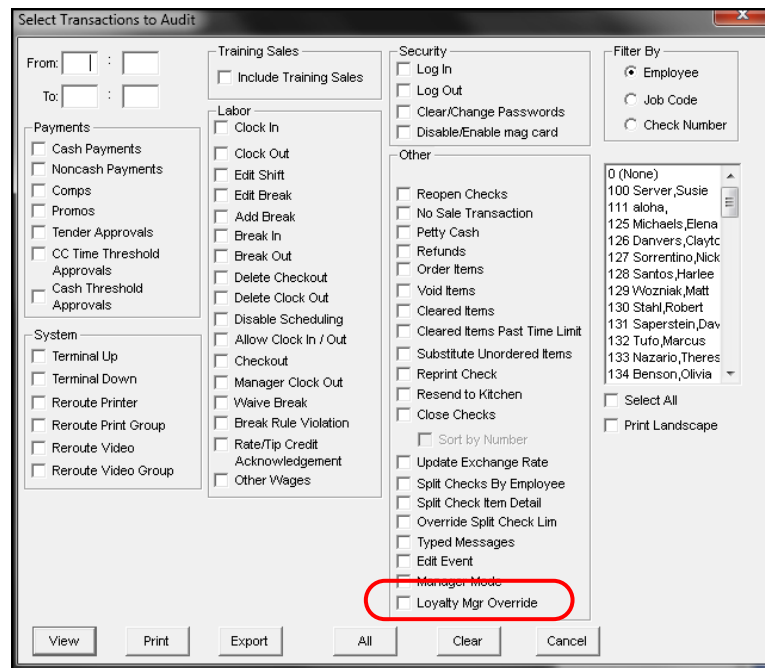 Select Transactions to Audit
From: :
To: :
Payments
Cash Payments
Noncash Payments
Comps
Promos
Tender Approvals
CC Time Threshold
Approvals
Cash Threshold
Approvals
System
Terminal Up
Terminal Down
Reroute Printer
Reroute Print Group
Reroute Video
Reroute Video Group
Training Sales
Include Training Sales
Labor
Clock In
Clock Out
Edit Shift
Edit Break
Add Break
Break In
Break Out
Delete Checkout
Delete Clock Out
Disable Scheduling
Allow Clock In / Out
Checkout
Manager Clock Out
Waive Break
Break Rule Violation
Rate/Tip Credit
Acknowledgement
Other Wages
Security
Log In
Log Out
Clear/Change Passwords
Disable/Enable mag card
Other
Reopen Checks
No Sale Transaction
Petty Cash
Refunds
Order Items
Void Items
Cleared Items
Cleared Items Past Time Limit
Substitute Unordered Items
Reprint Check
Resend to Kitchen
Close Checks
Sort by Number
Update Exchange Rate
Split Checks By Employee
Split Check Item Detail
Override Split Check Lim
Typed Messages
Edit Event
Manager Mode
Loyalty Mgr Override
Filter By
Employee
Job Code
Check Number
0 (None)
100 Server,Susie
111 aloha,
125 Michaels,Elena
126 Danvers,Clayto
127 Sorrentino,Nick
128 Santos,Harlee
129 Wozniak,Matt
130 Stahl,Robert
131 Saperstein,Dav
132 Tufo,Marcus
133 Nazario,Theres
134 Benson,Olivia
Select All
Print Landscape
View
Print
Export
All
Clear
Cancel